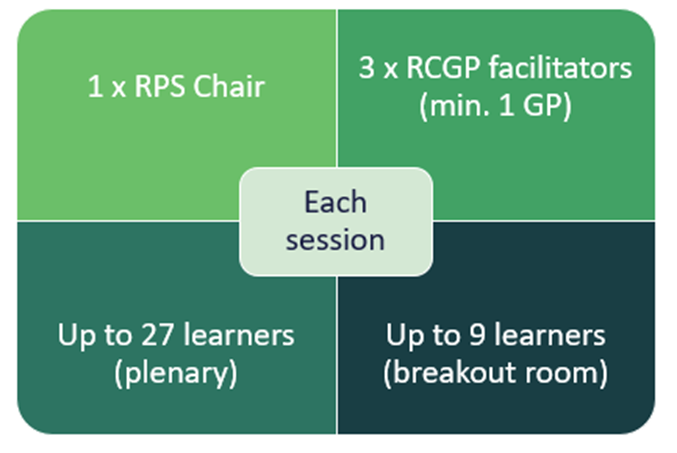 1 x RPS Chair
3 x RCGP facilitators
(min. 1 GP)
Each
session
Up to 27 learners
(plenary)
Up to 9 learners
(breakout room)